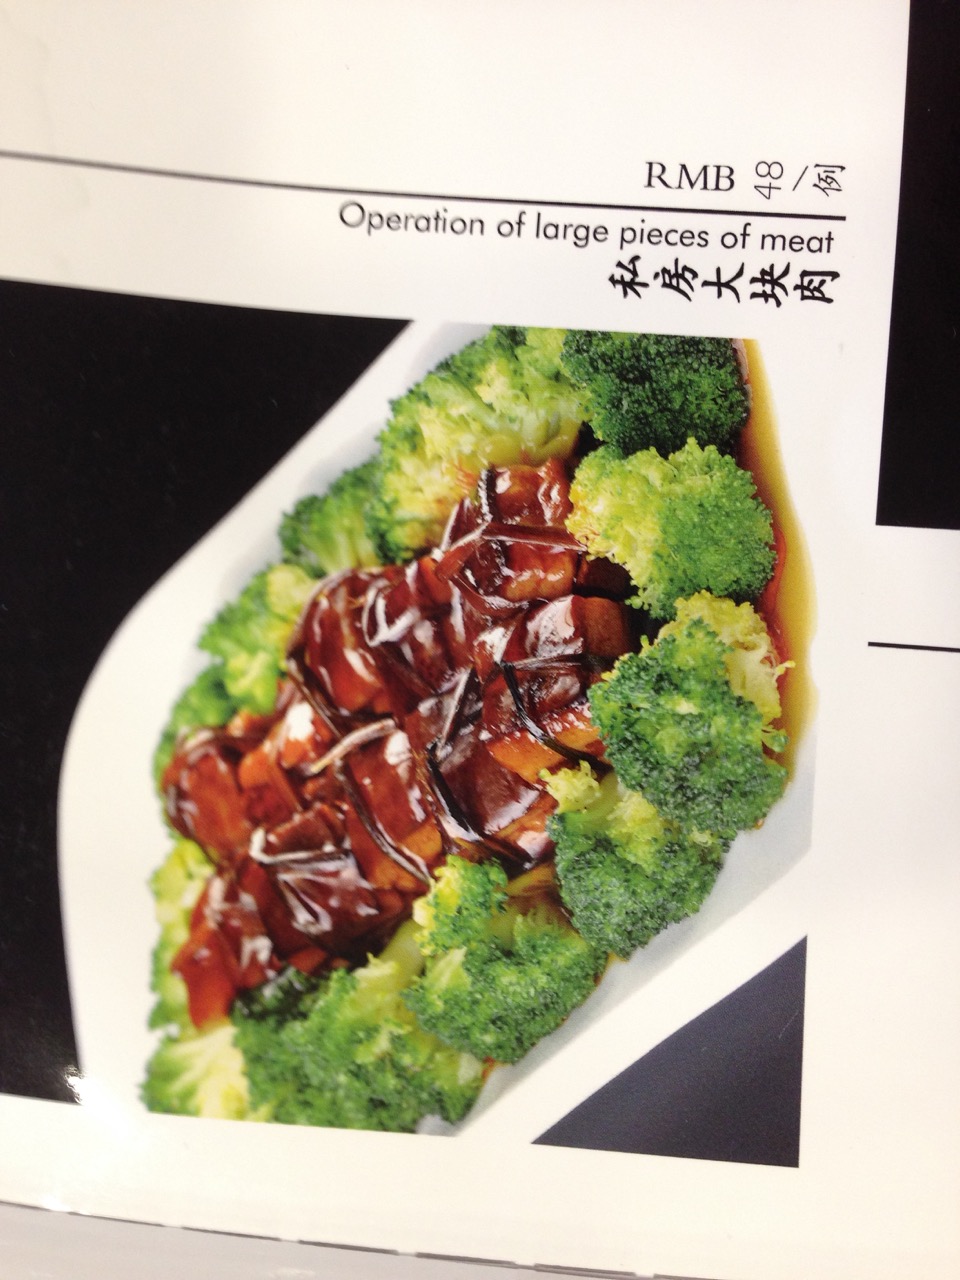 RMB 48/例
Operation of large pieces of meat
私房大块肉